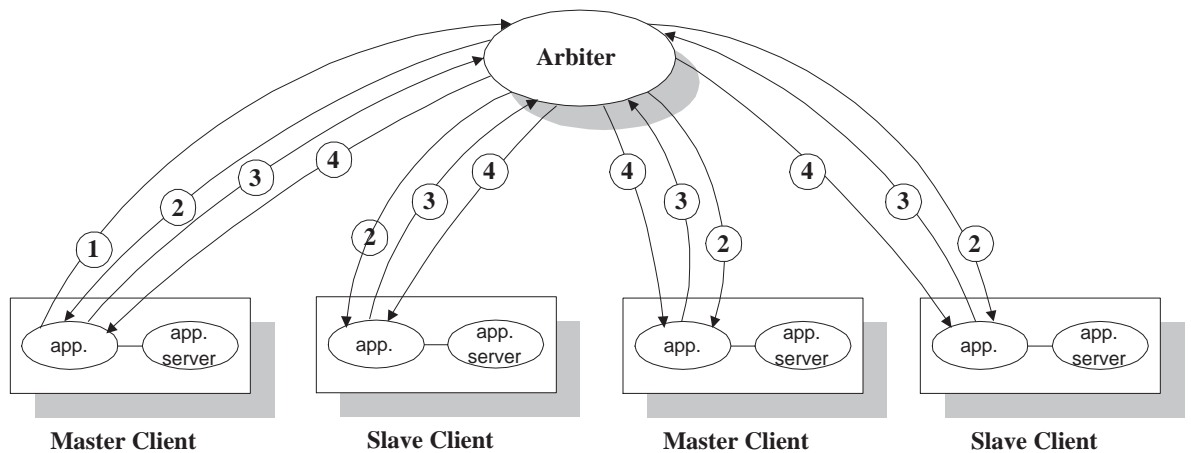 Arbiter
4
3
2
1
4
3
2
4
3
2
4
3
2
app.
app.
server
app.
app.
server
app.
app.
server
app.
app.
server
Master Client
Slave Client
Master Client
Slave Client